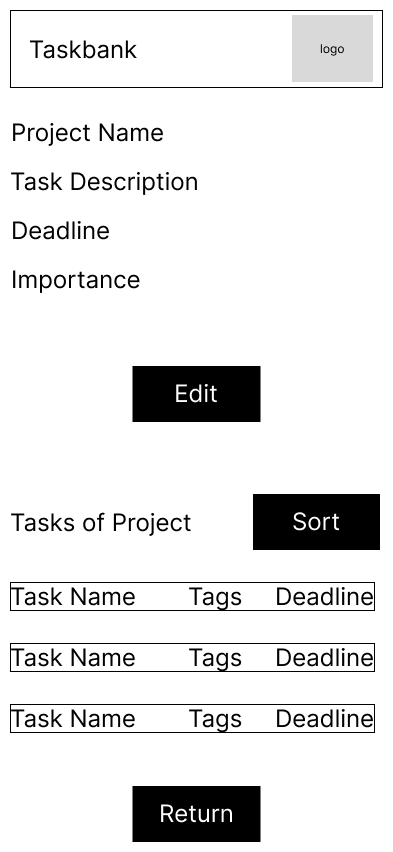 Taskbank
logo
Project Name
Task Description
Deadline
Importance
Edit
Tasks of Project
Sort
Task Name Tags Deadline
Task Name Tags Deadline
Task Name Tags Deadline
Return